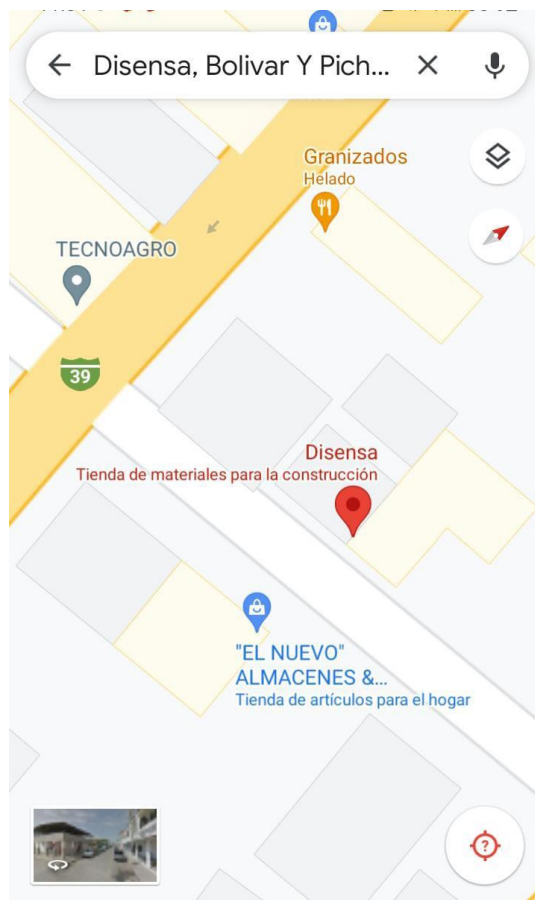 Disensa, Bolivar Y Pich...
Granizados
Helado
TECNOAGRO
39
Disensa
Tienda de materiales para la construcción
"EL NUEVO"
ALMACENES &...
Tienda de artículos para el hogar
?